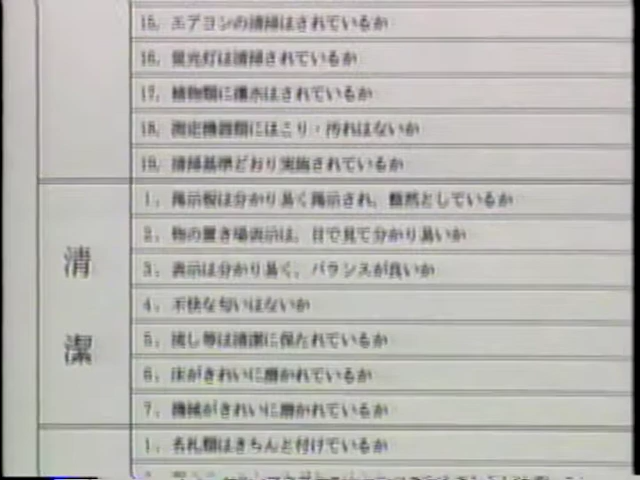 15. エアコンの清掃はされているか
16. 蛍光灯は清掃されているか
17. 植物類に灌水はされているか
18. 測定機器類にほこり・汚れはないか
19. 清掃基準どおり実施されているか
清潔
1. 掲示板は分かり易く掲示され、整然としているか
2. 物の置き場表示は、目で見て分かり易いか
3. 表示は分かり易く、バランスが良いか
4. 不快な匂いはないか
5. 流し等は清潔に保たれているか
6. 床がきれいに磨かれているか
7. 機械がきれいに磨かれているか
1. 名札類はきちんと付けているか